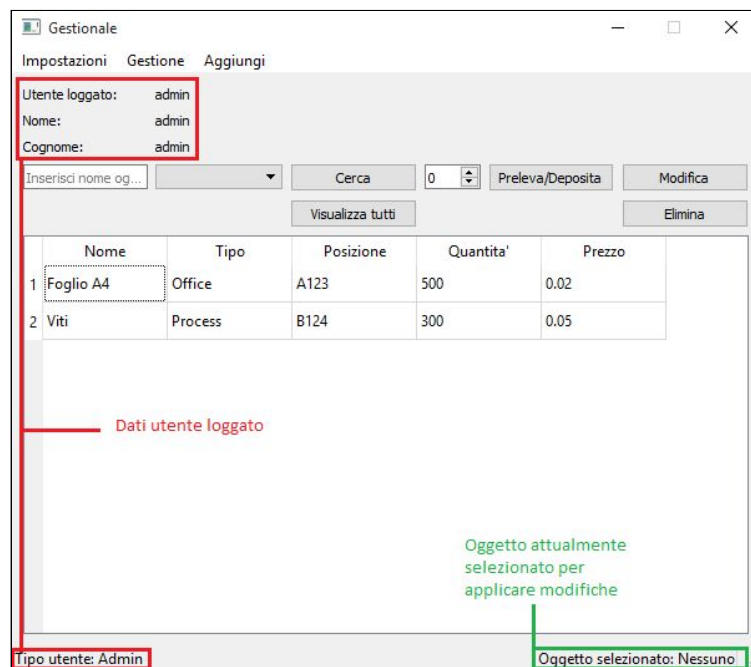 Gestionale
Impostazioni Gestione Aggiungi
Utente loggato: admin
Nome: admin
Cognome: admin
Inserisci nome og... Cerca 0 Preleva/Deposita Modifica
Visualizza tutti Elimina
Nome Tipo Posizione Quantita' Prezzo
1 Foglio A4 Office A123 500 0.02
2 Viti Process B124 300 0.05
Dati utente loggato
Oggetto attualmente
selezionato per
applicare modifiche
Tipo utente: Admin Oggetto selezionato: Nessuno